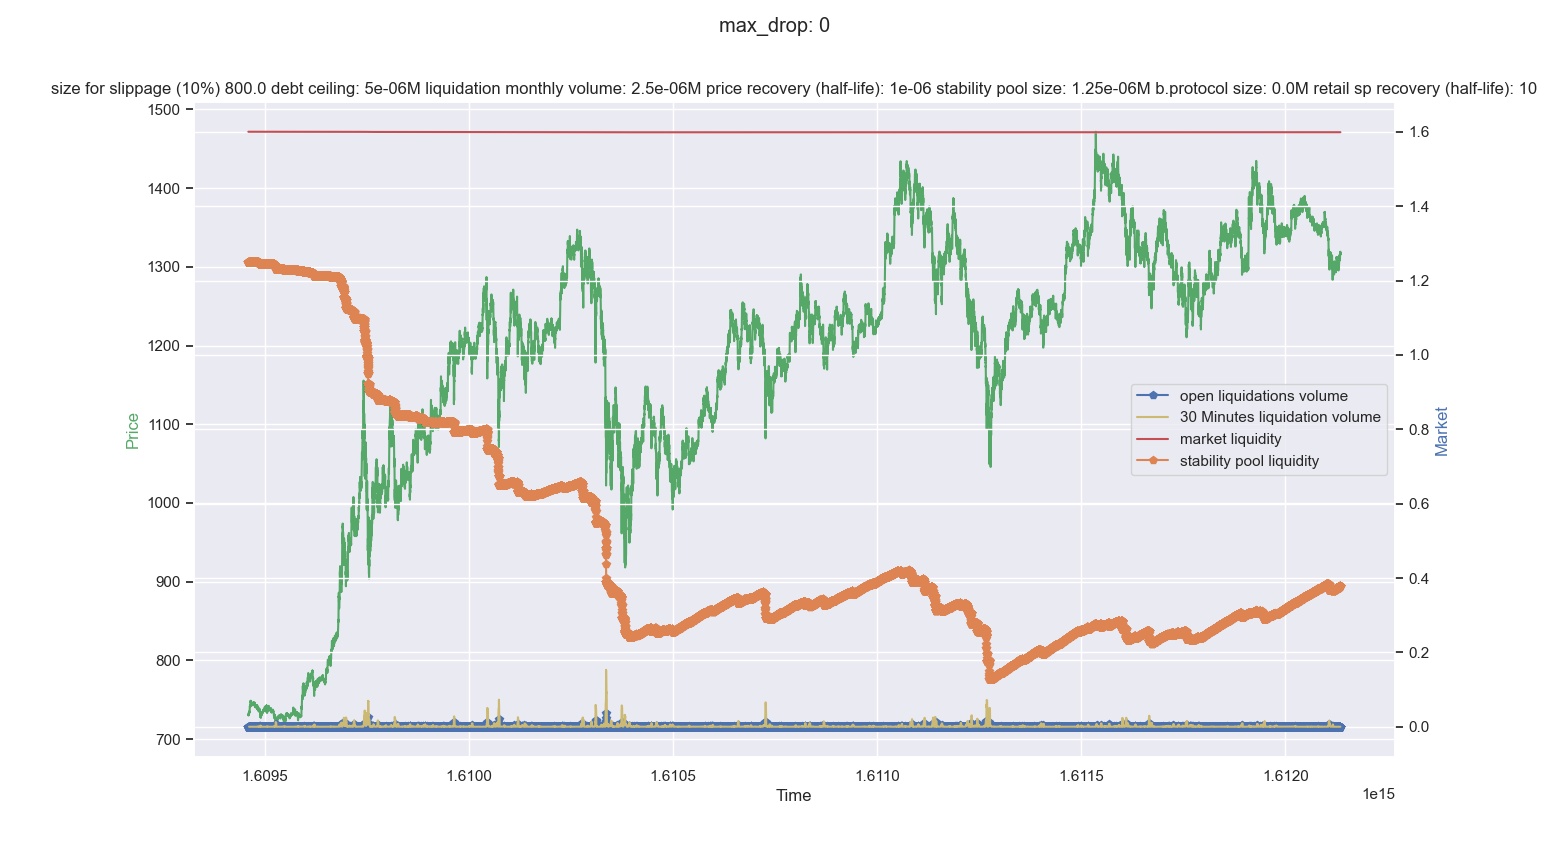 max_drop: 0
size for slippage (10%) 800.0 debt ceiling: 5e-06M liquidation monthly volume: 2.5e-06M price recovery (half-life): 1e-06 stability pool size: 1.25e-06M b.protocol size: 0.0M retail sp recovery (half-life): 10
1500
1400
1300
1200
1100
1000
900
800
700
Price
1.6
1.4
1.2
1.0
0.8
0.6
0.4
0.2
0.0
Market
open liquidations volume
30 Minutes liquidation volume
market liquidity
stability pool liquidity
1.6095
1.6100
1.6105
1.6110
1.6115
1.6120
Time
1e15